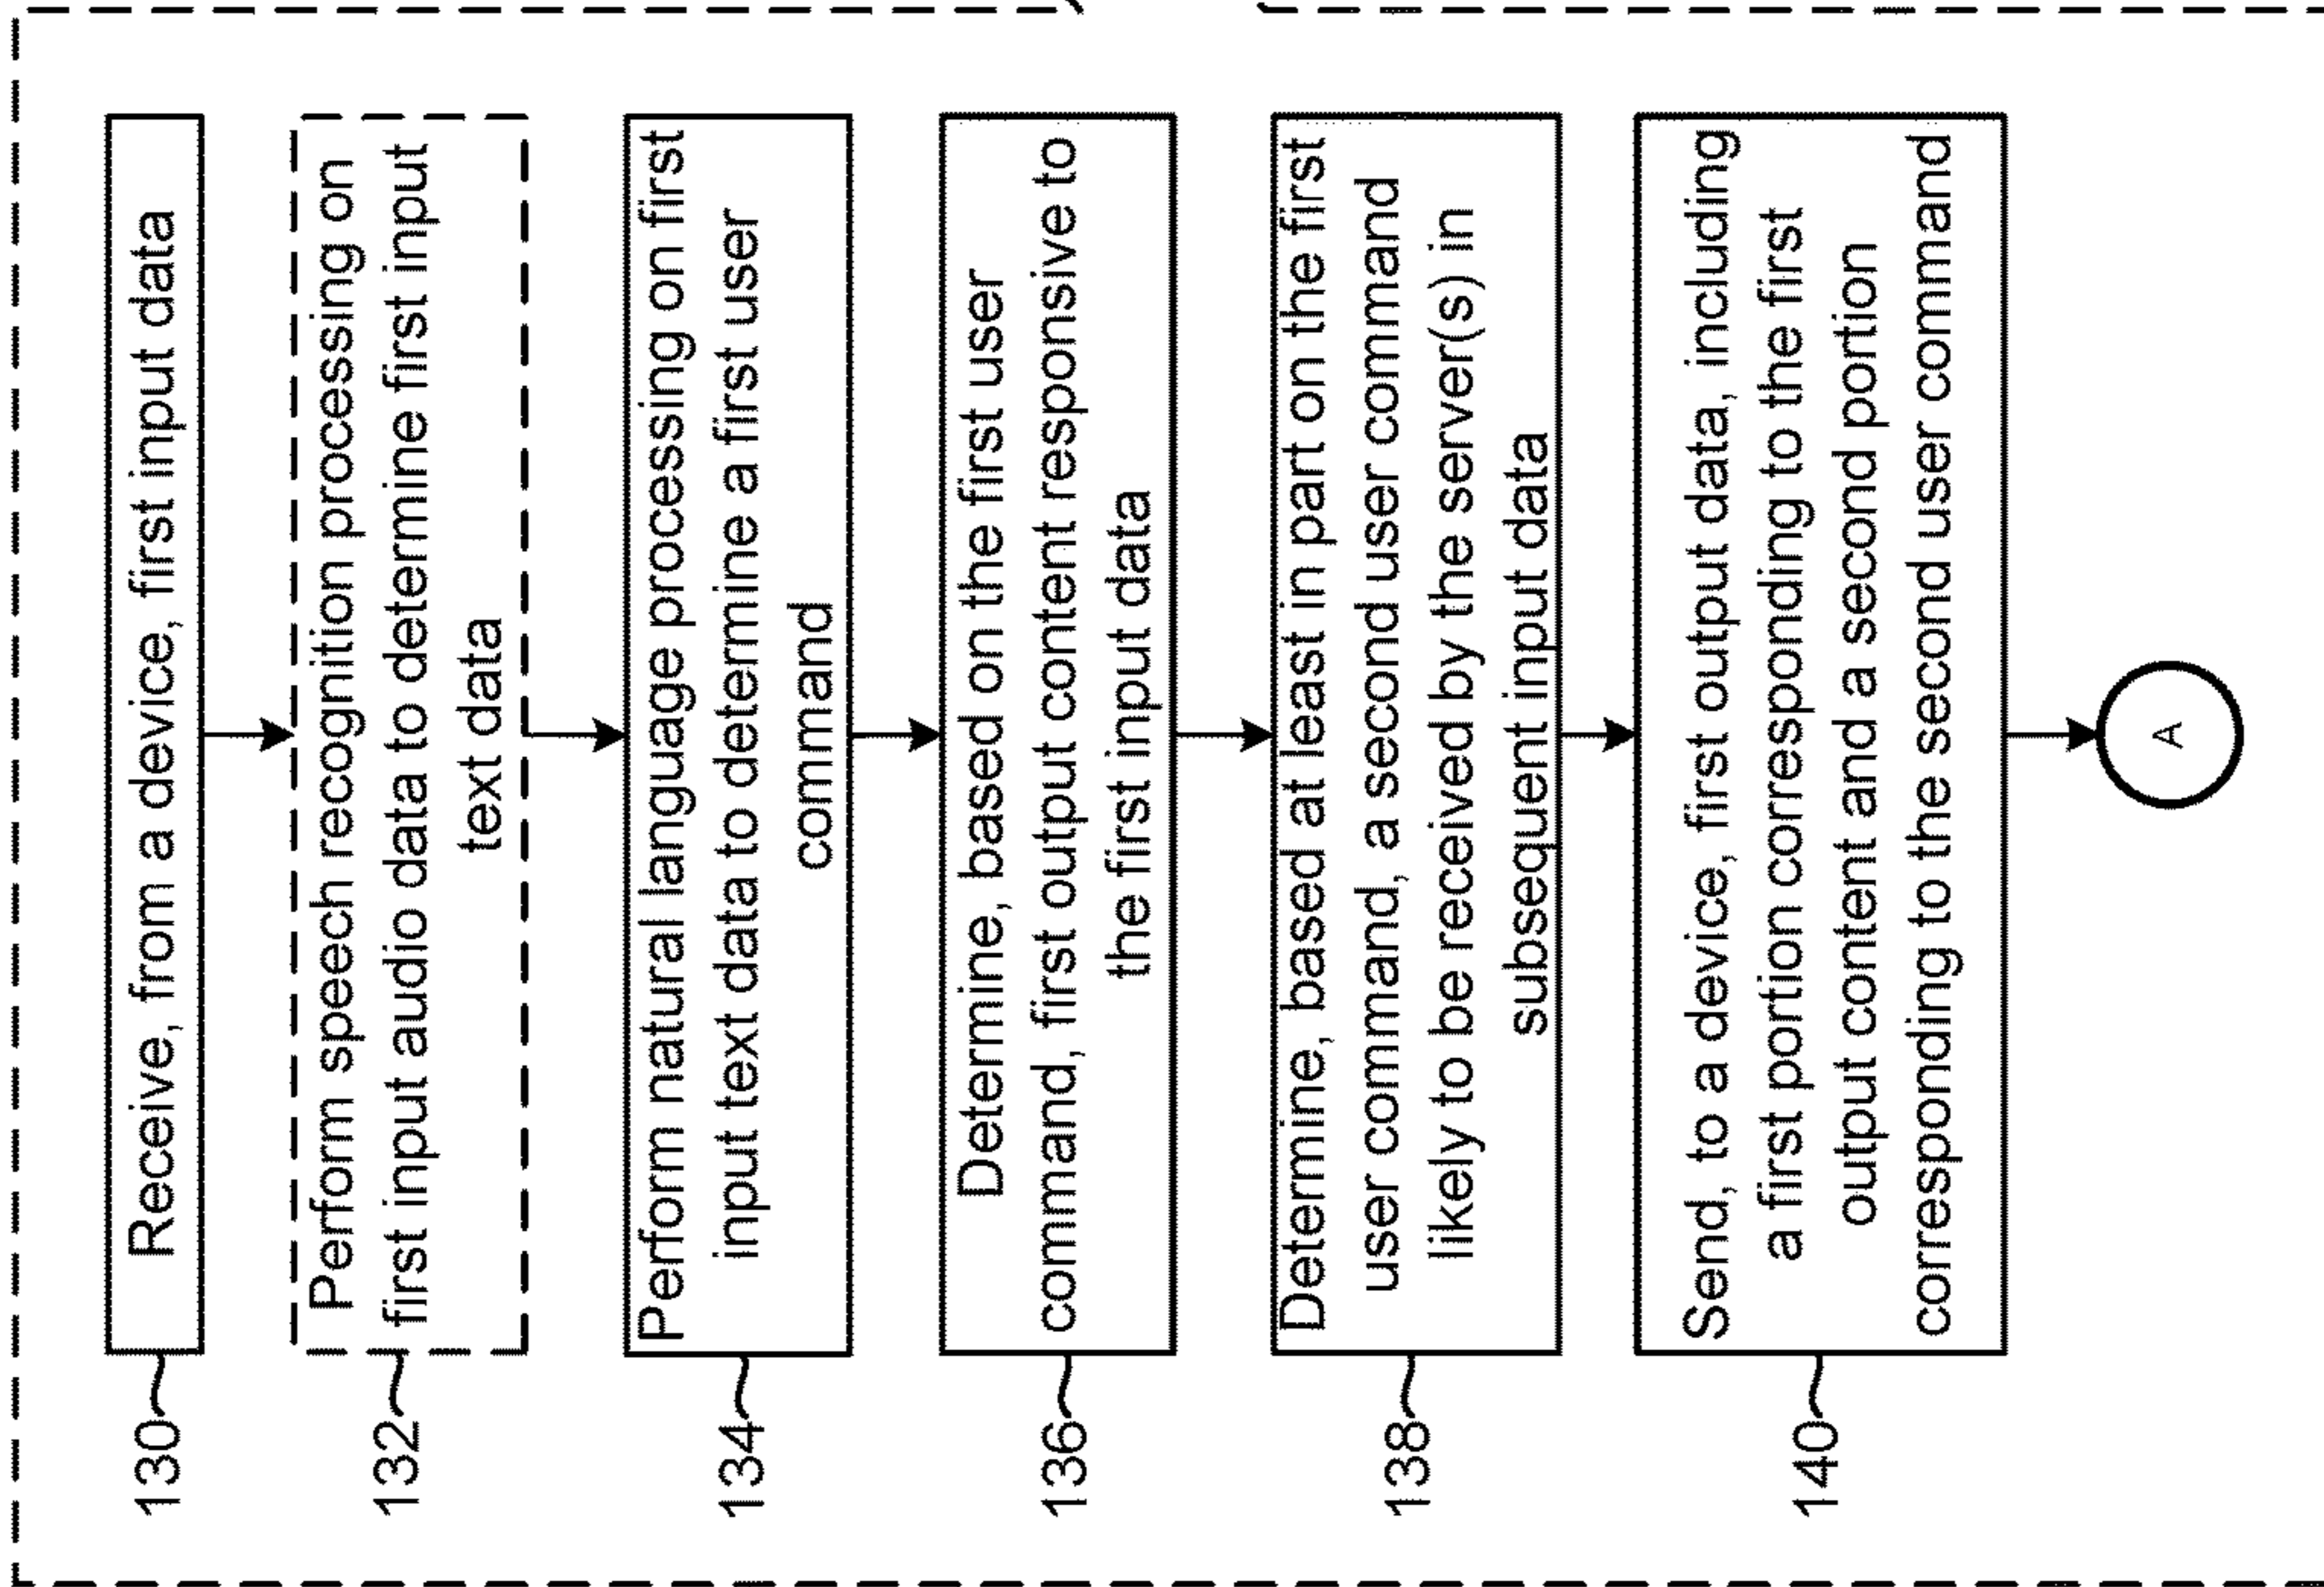 130
Receive, from a device, first input data
132
Perform speech recognition processing on
first input audio data to determine first input
text data
134
Perform natural language processing on first
input text data to determine a first user
command
136
Determine, based on the first user
command, first output content responsive to
the first input data
138
Determine, based at least in part on the first
user command, a second user command
likely to be received by the server(s) in
subsequent input data
140
Send, to a device, first output data, including
a first portion corresponding to the first
output content and a second portion
corresponding to the second user command
A